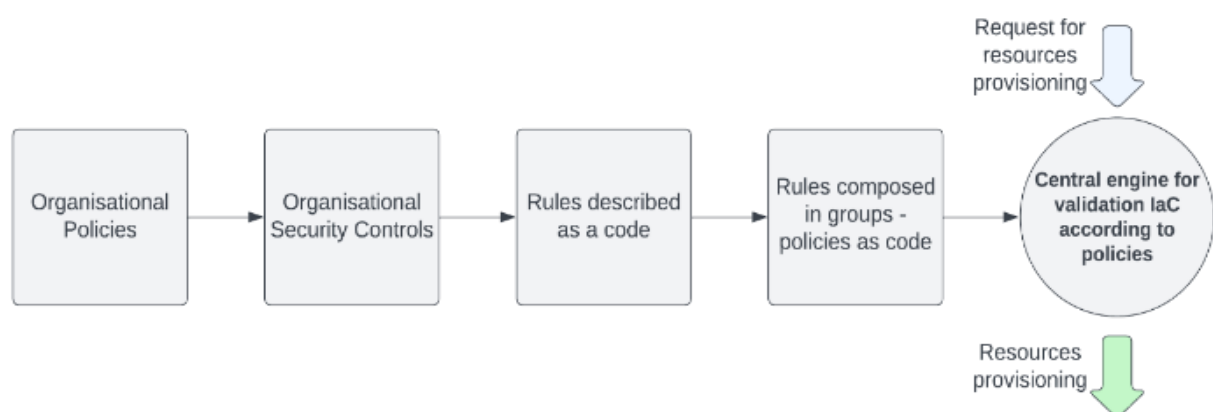 Request for
resources
provisioning
Organisational
Policies
Organisational
Security Controls
Rules described
as a code
Rules composed
in groups -
policies as code
Central engine for
validation IaC
according to
policies
Resources
provisioning